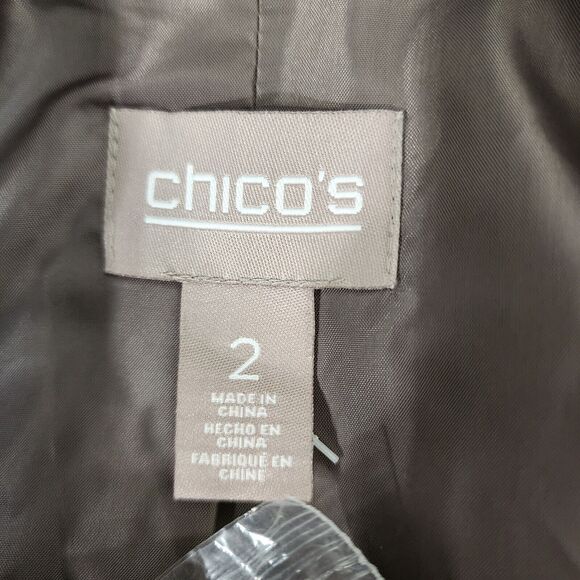 chico's
2
MADE IN
CHINA
HECHO EN
CHINA
FABRIQUÉ EN
CHINE